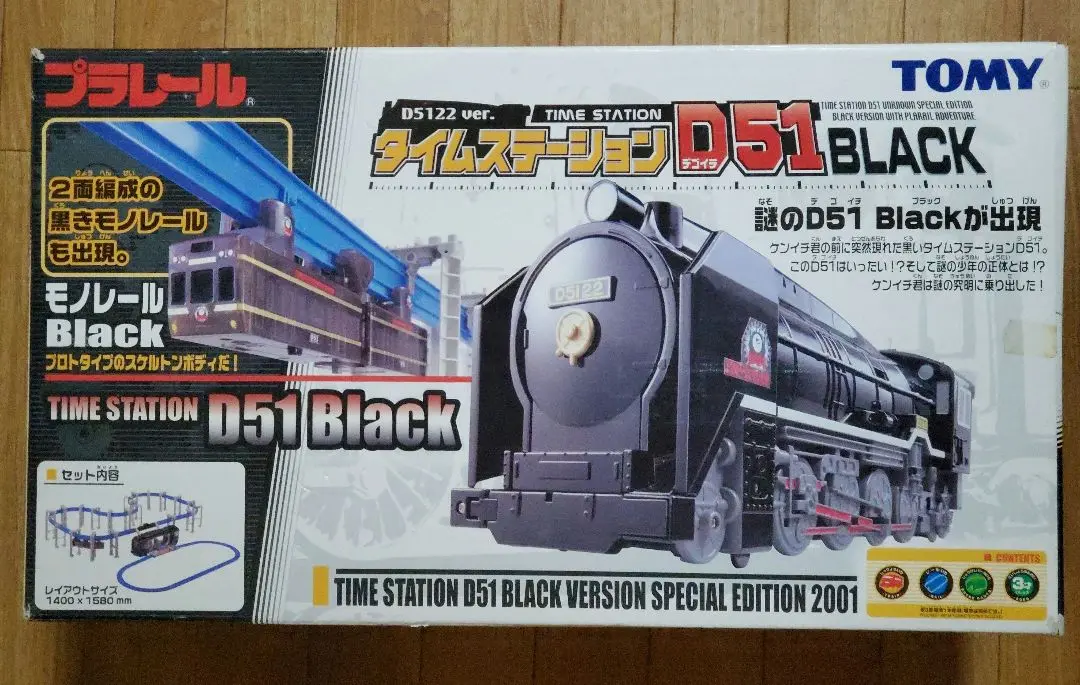 プラレール
TOMY
D5122 ver.
TIME STATION
タイムステーション
D51
デゴイチ
BLACK
TIME STATION D51 UNKNOWN SPECIAL EDITION
BLACK VERSION WITH PLARAIL ADVENTURE.
2両編成の
黒きモノレール
も出現。
モノレール
Black
プロトタイプのスケルトンボディだ!
謎のD51 Blackが出現
ケンイチ君の前に突然現れた黒いタイムステーションD51。
このD51はいったい!?そして謎の少年の正体とは!?
ケンイチ君は謎の究明に乗り出した!
D5122
TIME STATION D51 Black
セット内容
レイアウトサイズ
1400×1580mm
CONTENTS
TIME STATION D51 BLACK VERSION SPECIAL EDITION 2001